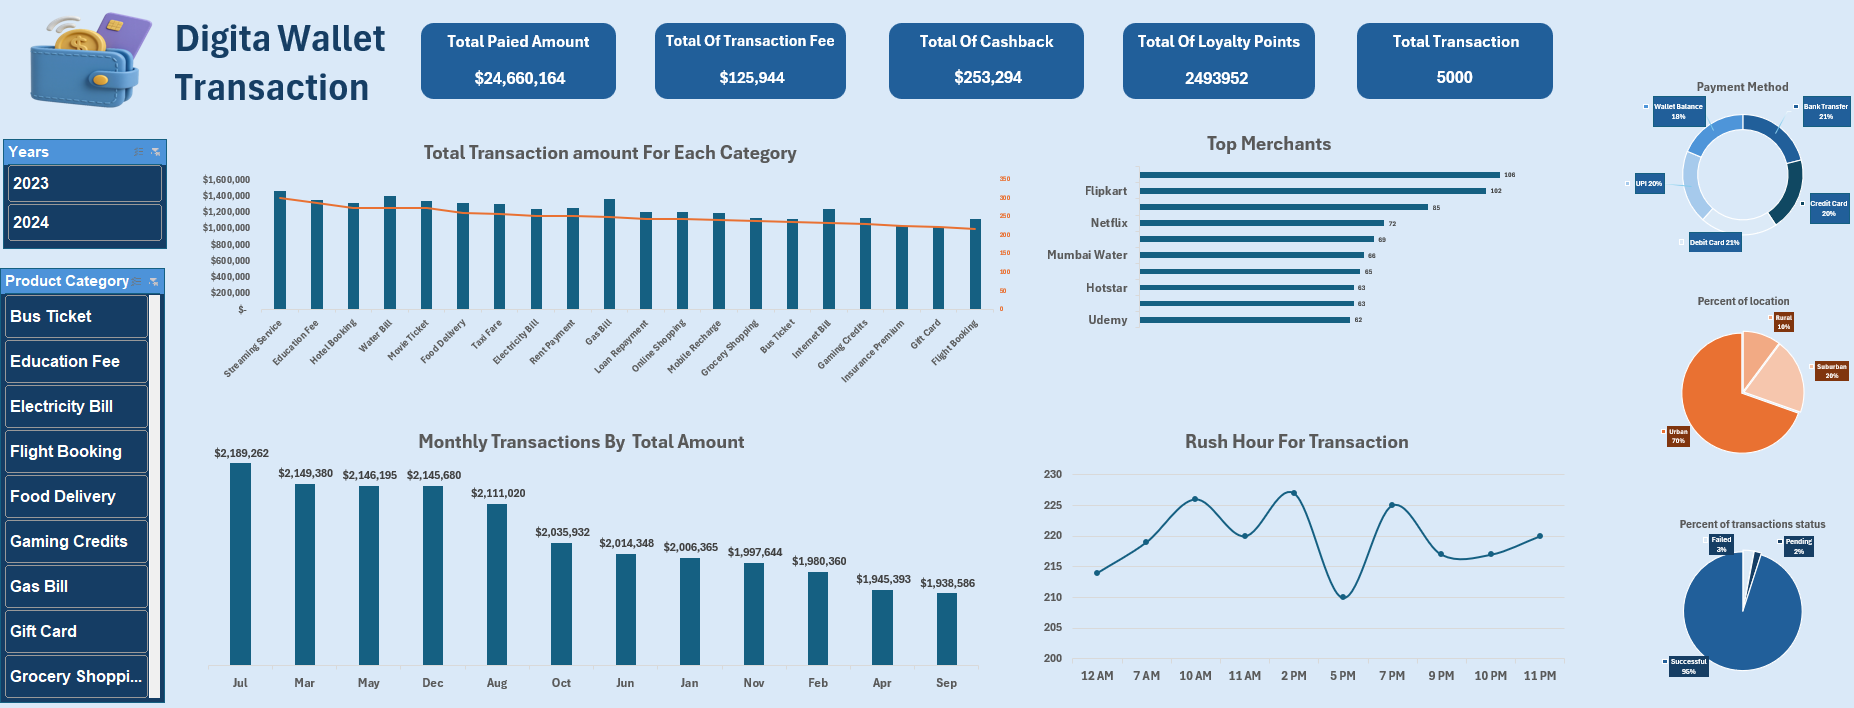 Digita Wallet
Transaction
Total Paied Amount
$24,660,164
Total Of Transaction Fee
$125,944
Total Of Cashback
$253,294
Total Of Loyalty Points
2493952
Total Transaction
5000
Years
2023
2024
Product Category
Bus Ticket
Education Fee
Electricity Bill
Flight Booking
Food Delivery
Gaming Credits
Gas Bill
Gift Card
Grocery Shoppi...
Total Transaction amount For Each Category
$1,600,000
$1,400,000
$1,200,000
$1,000,000
$800,000
$600,000
$400,000
$200,000
$-
350
300
250
200
150
100
50
0
Streaming Service
Education Fee
Hotel Booking
Water Bill
Movie Ticket
Food Delivery
Taxi Fare
Electricity Bill
Rent Payment
Gas Bill
Loan Repayment
Online Shopping
Mobile Recharge
Grocery Shopping
Bus Ticket
Internet Bill
Gaming Credits
Insurance Premium
Gift Card
Flight Booking
Top Merchants
106
Flipkart 102
85
Netflix 72
69
Mumbai Water 66
65
Hotstar 63
63
Udemy 62
Monthly Transactions By Total Amount
$2,189,262
$2,149,380
$2,146,195
$2,145,680
$2,111,020
$2,035,932
$2,014,348
$2,006,365
$1,997,644
$1,980,360
$1,945,393
$1,938,586
Jul Mar May Dec Aug Oct Jun Jan Nov Feb Apr Sep
Rush Hour For Transaction
230
225
220
215
210
205
200
12 AM 7 AM 10 AM 11 AM 2 PM 5 PM 7 PM 9 PM 10 PM 11 PM
Payment Method
Wallet Balance
18%
Bank Transfer
21%
UPI 20%
Credit Card
20%
Debit Card 21%
Percent of location
Rural
10%
Suburban
20%
Urban
70%
Percent of transactions status
Failed
3%
Pending
2%
Successful
95%